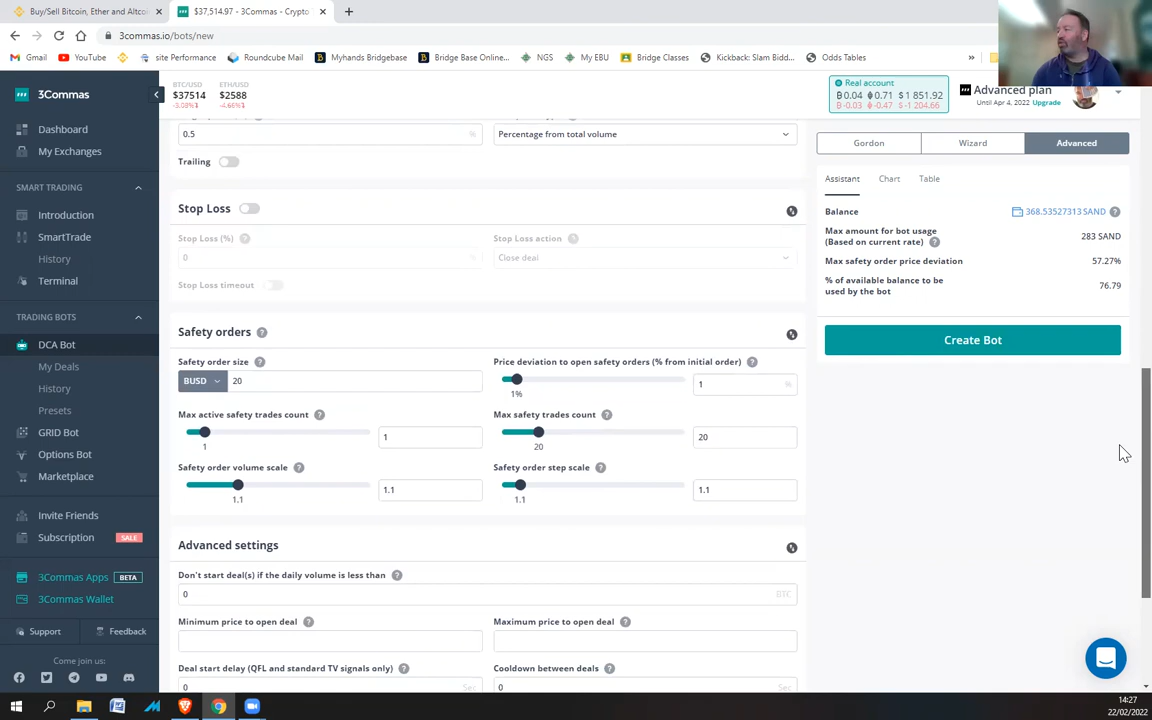 Buy/Sell Bitcoin, Ether and Altcoi
$37,514.97 - 3Commas - Crypto
3commas.io/bots/new
Gmail
YouTube
site Performance
Roundcube Mail
Myhands Bridgebase
Bridge Base Online...
NGS
My EBU
Bridge Classes
Kickback: Slam Bidd...
Odds Tables
3Commas
BTC/USD ETH/USD
$37514 $2588
-3.03% -4.66%
Real account
0.04 0.71 $ 1 851.92
-0.03 -0.47 $ -1 204.66
Advanced plan
Until Apr 4, 2022 Upgrade
Dashboard
My Exchanges
SMART TRADING
Introduction
SmartTrade
History
Terminal
TRADING BOTS
DCA Bot
My Deals
History
Presets
GRID Bot
Options Bot
Marketplace
Invite Friends
Subscription SALE
3Commas Apps BETA
3Commas Wallet
Support Feedback
Come join us:
0.5 %
Percentage from total volume
Trailing
Stop Loss
Stop Loss (%) ?
0 %
Stop Loss action ?
Close deal
Stop Loss timeout
Safety orders ?
Safety order size ?
BUSD 20
Price deviation to open safety orders (% from initial order) ?
1%
1 %
Max active safety trades count ?
1
1
Max safety trades count ?
20
20
Safety order volume scale ?
1.1
1.1
Safety order step scale ?
1.1
1.1
Advanced settings
Don't start deal(s) if the daily volume is less than ?
0 BTC
Minimum price to open deal ?
Maximum price to open deal ?
Deal start delay (QFL and standard TV signals only) ?
0 Sec
Cooldown between deals ?
0 Sec
Gordon Wizard Advanced
Assistant Chart Table
Balance 368.53527313 SAND ?
Max amount for bot usage
(Based on current rate) ? 283 SAND
Max safety order price deviation 57.27%
% of available balance to be
used by the bot 76.79
Create Bot
14:27
22/02/2022